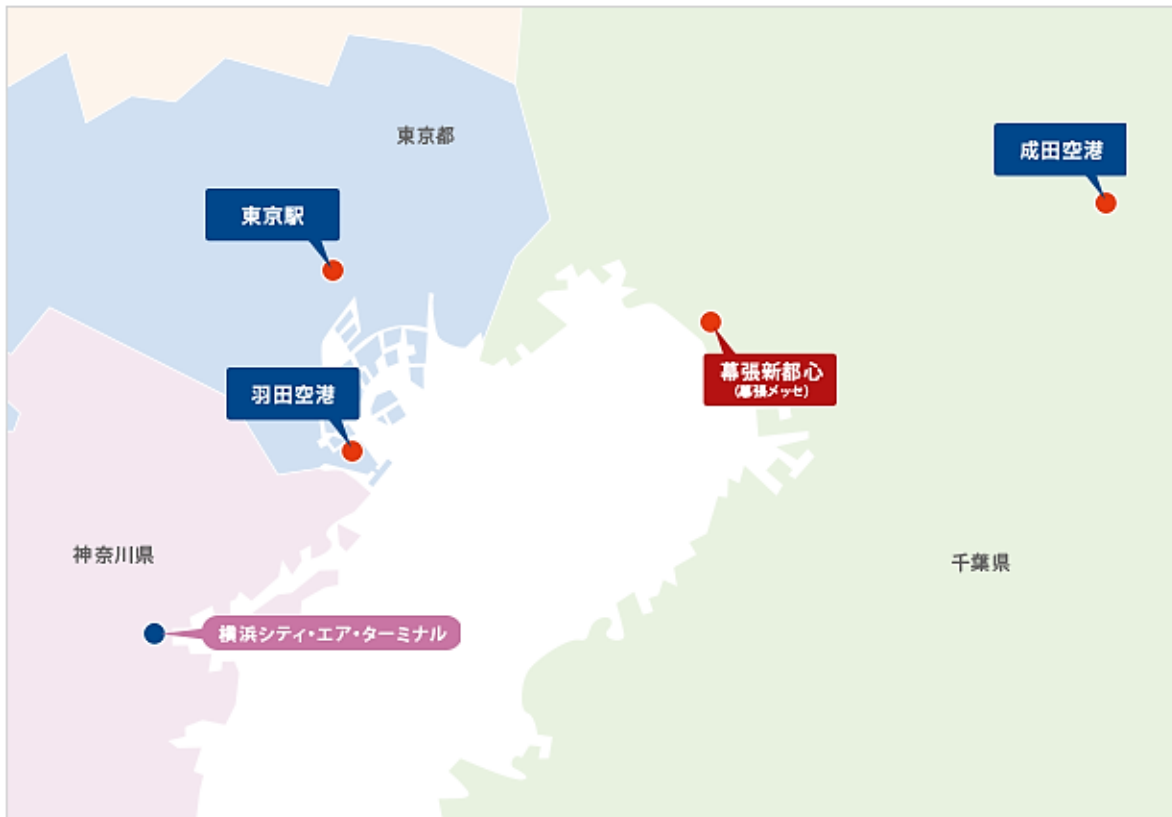 東京都
成田空港
東京駅
幕張新都心
(幕張メッセ)
羽田空港
神奈川県
千葉県
横浜シティ・エア・ターミナル